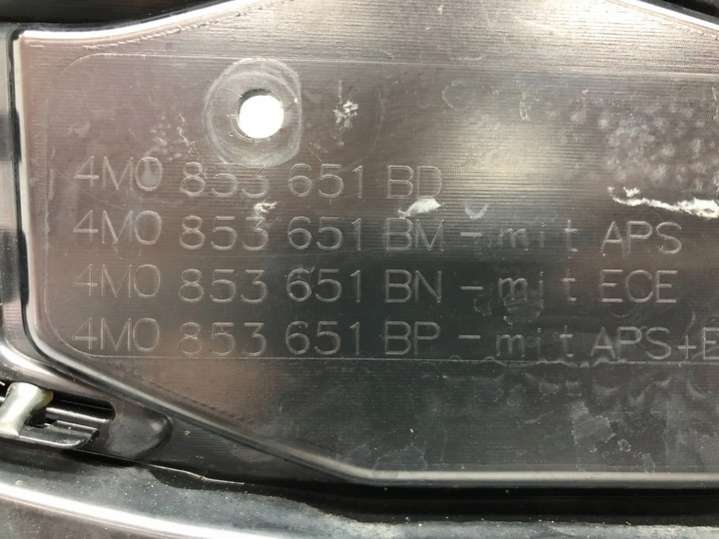 4M0 853 651 BD
4M0 853 651 BM - mit APS
4M0 853 651 BN - mit ECE
4M0 853 651 BP - mit APS+E